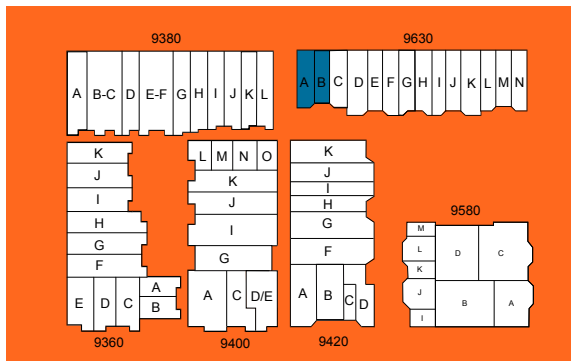 9380 9630
A B-C D E-F G H I J K L
A B C D E F G H I J K L M N
K
J
I
H
G
F
E D C A
B
9360
L M N O
K
J
I
G
A C D/E
9400
K
J
I
H
G
F
A B C D
9420
9580
M
L
K
J
I
D C
B A